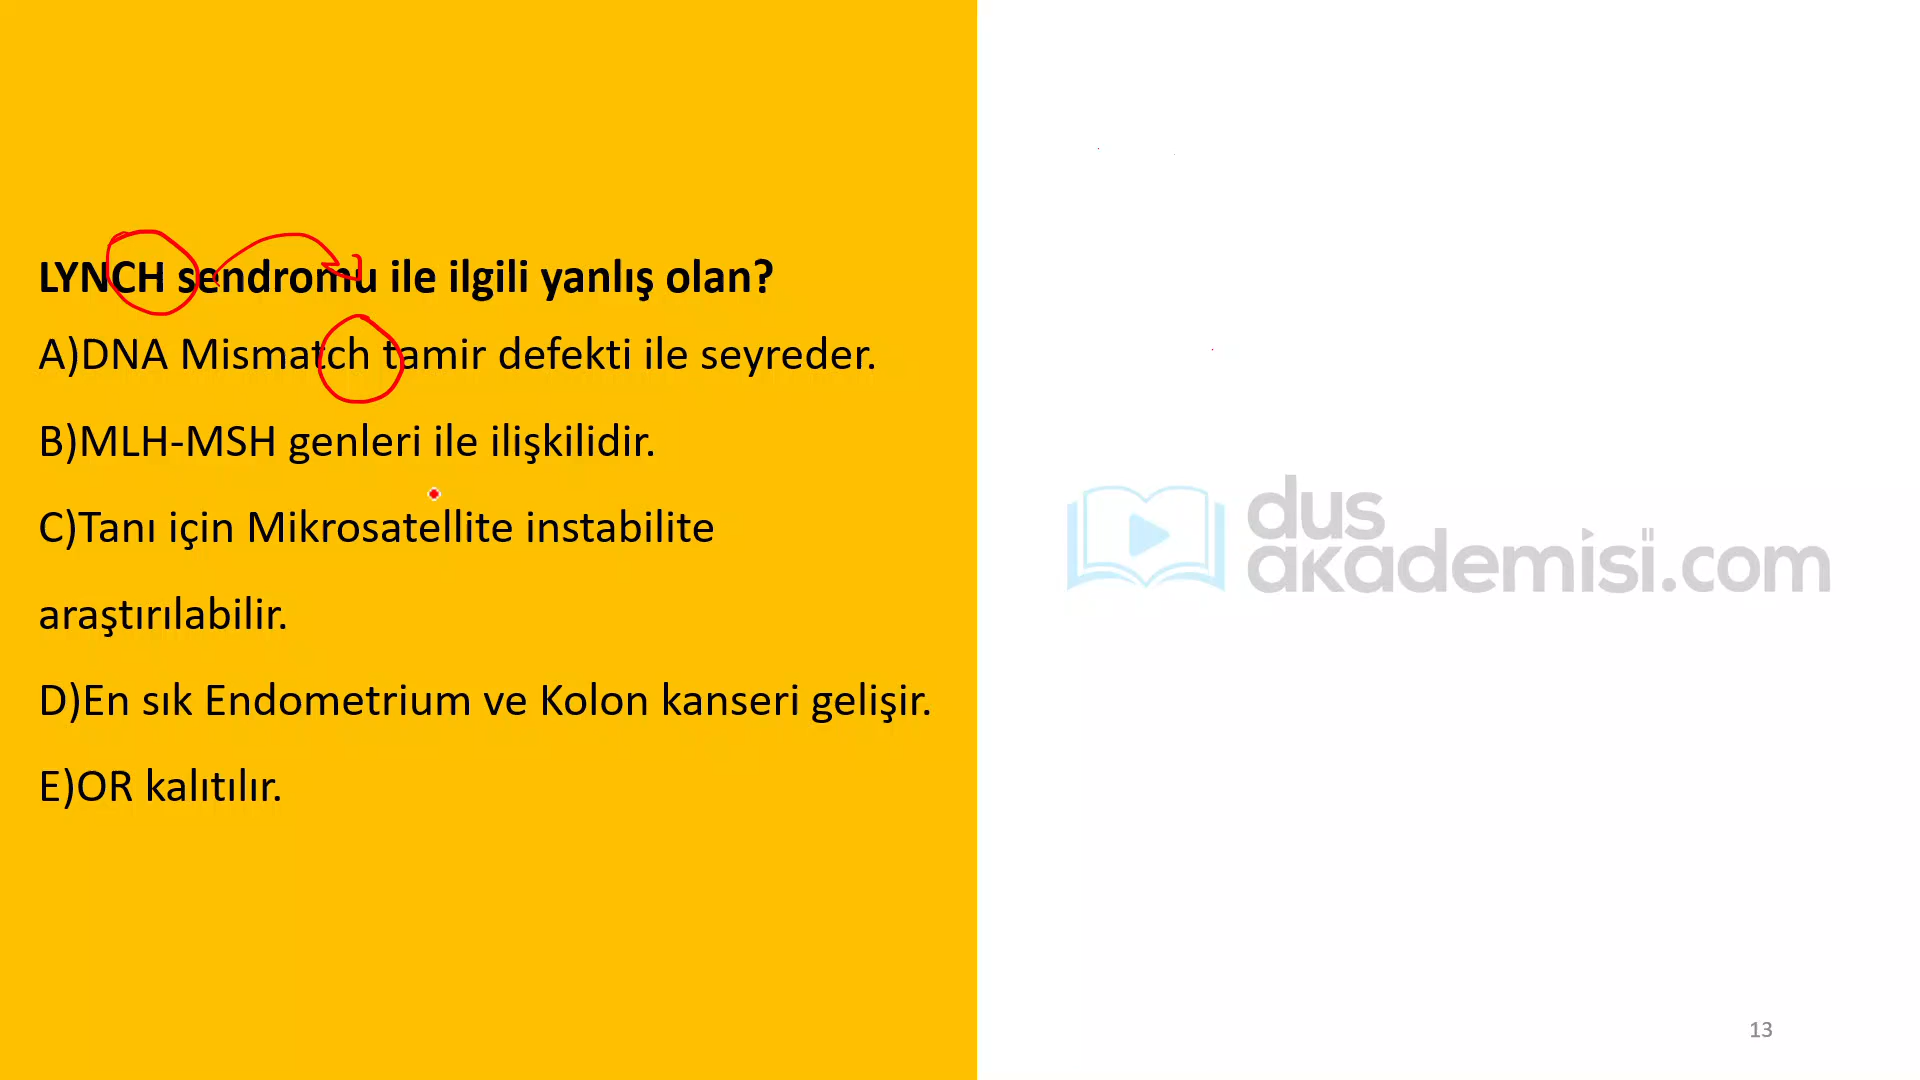 LYNCH sendromu ile ilgili yanlış olan?
A)DNA Mismatch tamir defekti ile seyreder.
B)MLH-MSH genleri ile ilişkilidir.
C)Tanı için Mikrosatellite instabilite
araştırılabilir.
D)En sık Endometrium ve Kolon kanseri gelişir.
E)OR kalıtılır.
dus
akademisi.com
13